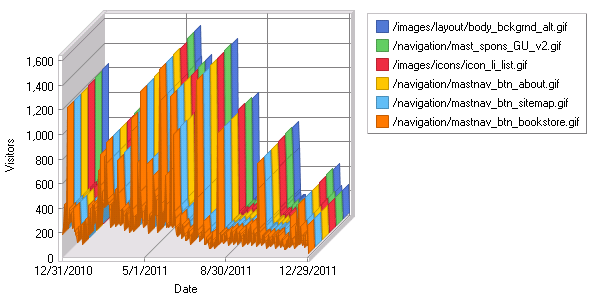 1,600
1,400
1,200
1,000
800
600
400
200
0
Visitors
12/31/2010 5/1/2011 8/30/2011 12/29/2011
Date
/images/layout/body_bckgrnd_alt.gif
/navigation/mast_spons_GU_v2.gif
/images/icons/icon_li_list.gif
/navigation/mastnav_btn_about.gif
/navigation/mastnav_btn_sitemap.gif
/navigation/mastnav_btn_bookstore.gif